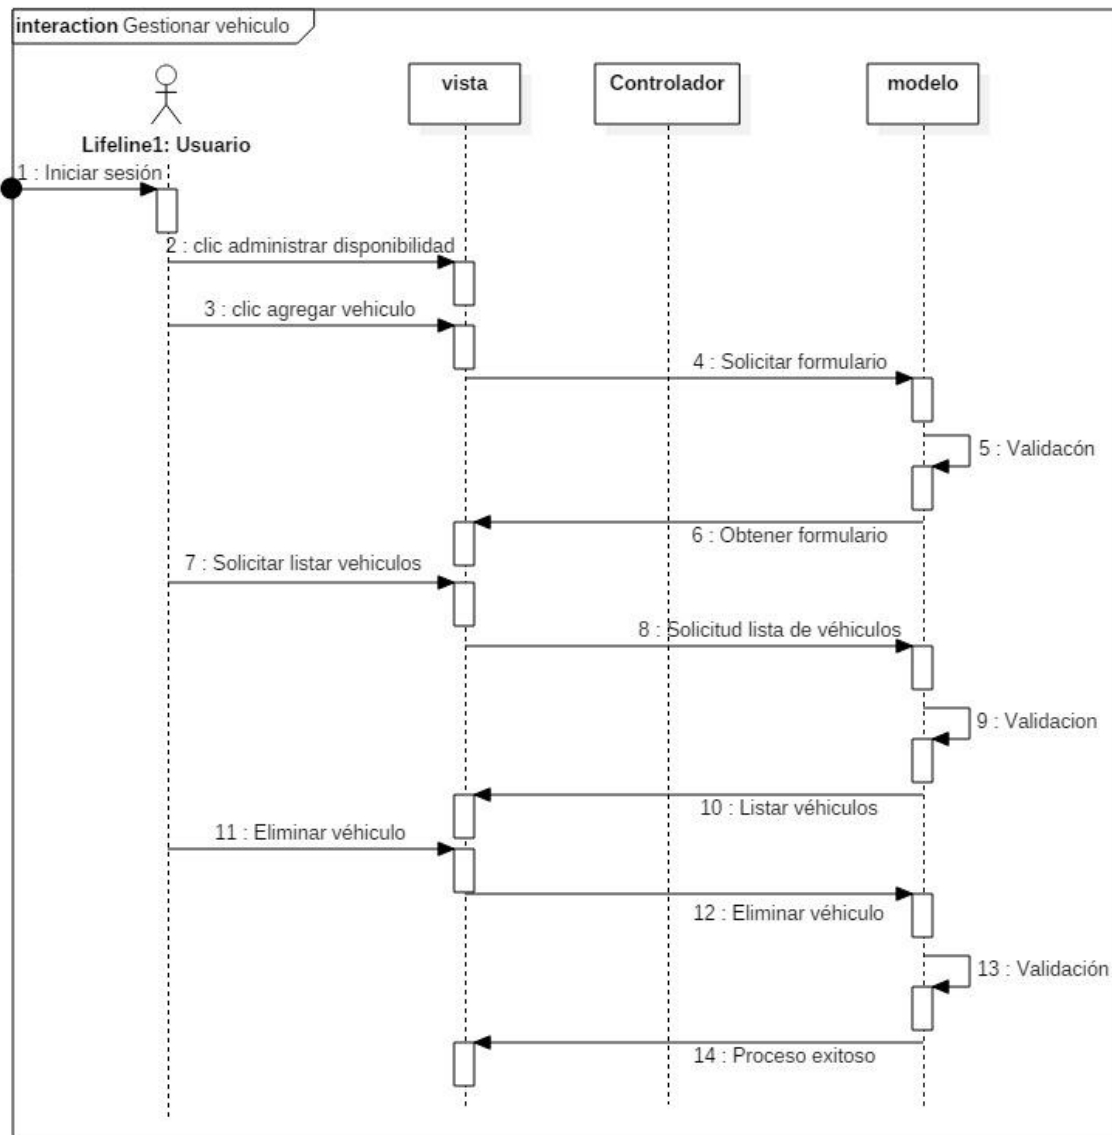 interaction Gestionar vehiculo
vista
Controlador
modelo
Lifeline1: Usuario
1 : Iniciar sesión
2 : clic administrar disponibilidad
3 : clic agregar vehiculo
4 : Solicitar formulario
5 : Validacón
6 : Obtener formulario
7 : Solicitar listar vehiculos
8 : Solicitud lista de véhiculos
9 : Validacion
10 : Listar véhiculos
11 : Eliminar véhiculo
12 : Eliminar véhiculo
13 : Validación
14 : Proceso exitoso